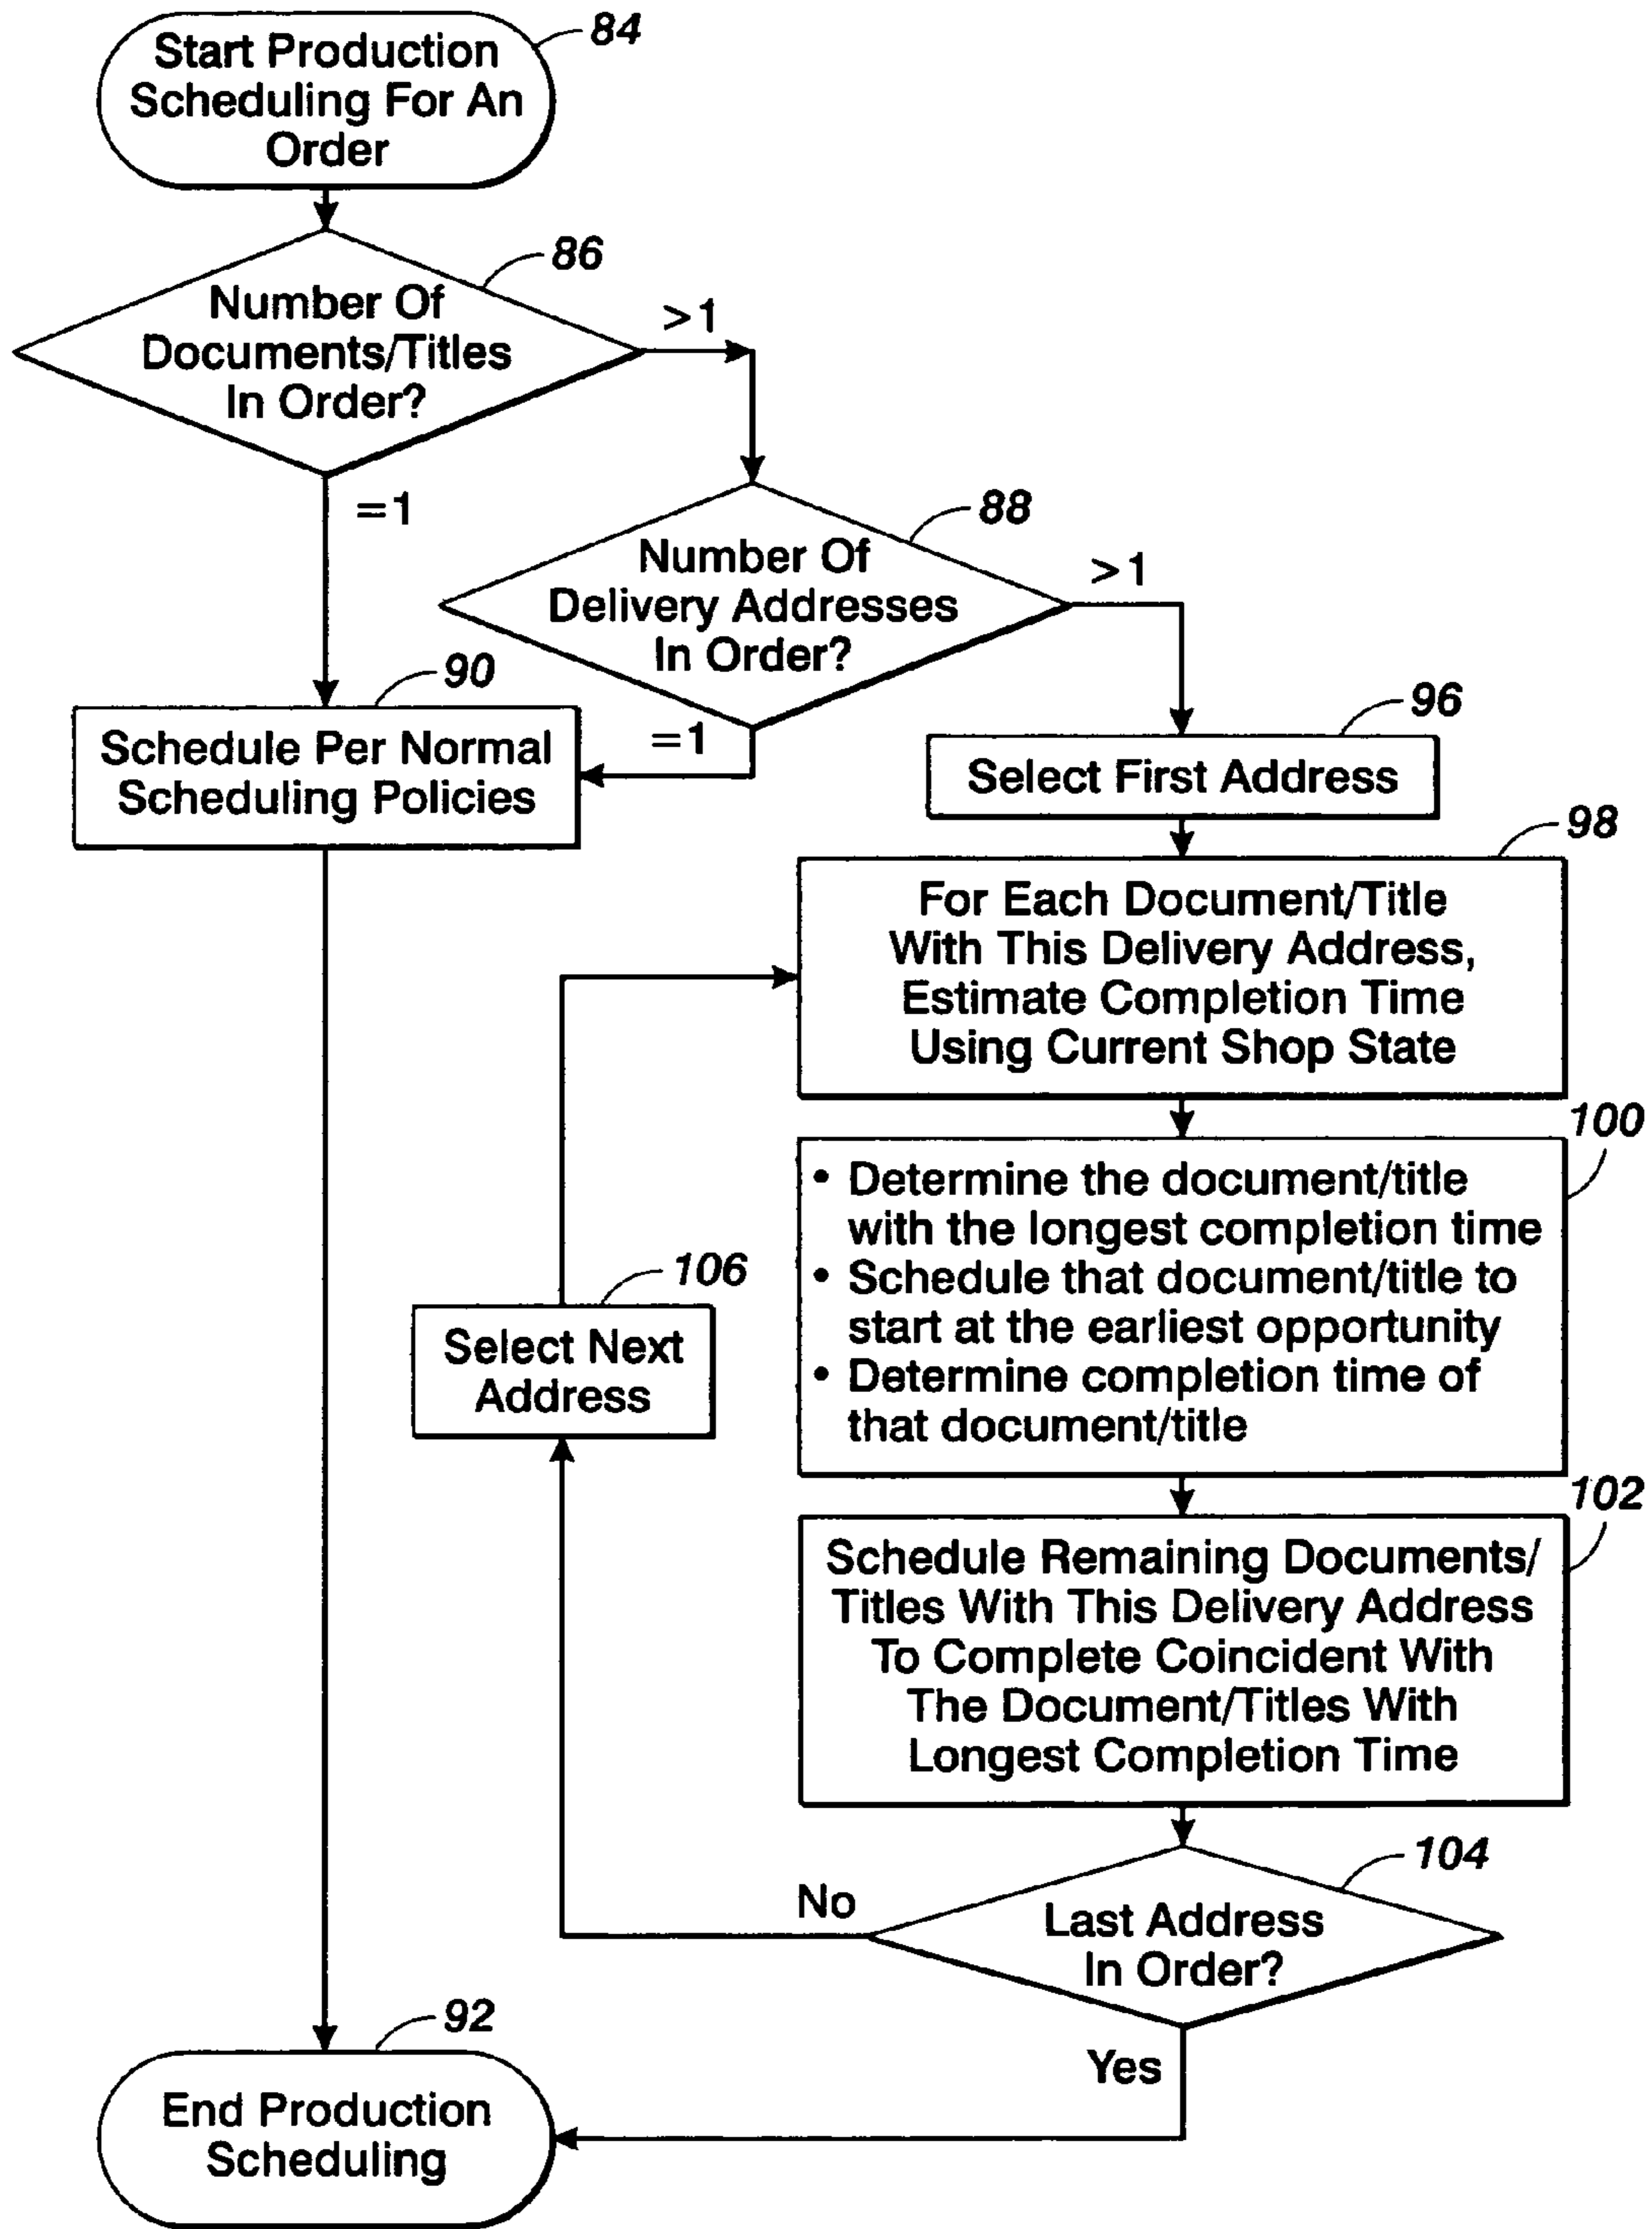 84
Start Production
Scheduling For An
Order
86
Number Of
Documents/Titles
In Order?
>1
=1
88
Number Of
Delivery Addresses
In Order?
>1
=1
90
Schedule Per Normal
Scheduling Policies
96
Select First Address
98
For Each Document/Title
With This Delivery Address,
Estimate Completion Time
Using Current Shop State
100
• Determine the document/title
with the longest completion time
• Schedule that document/title to
start at the earliest opportunity
• Determine completion time of
that document/title
106
Select Next
Address
102
Schedule Remaining Documents/
Titles With This Delivery Address
To Complete Coincident With
The Document/Titles With
Longest Completion Time
104
Last Address
In Order?
No
Yes
92
End Production
Scheduling